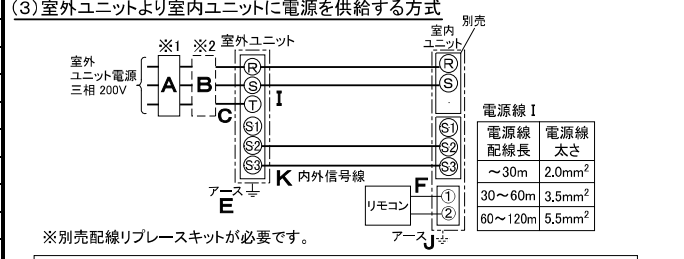 (3)室外ユニットより室内ユニットに電源を供給する方式
別売
※1 ※2 室外ユニット
室内
ユニット
室外
ユニット電源
三相 200V
A B C
R
S
T
S1
S2
S3
I
R
S
S1
S2
S3
K 内外信号線
アース
E
リモコン
F
①
②
アース J
電源線 I
電源線 配線長 電源線 太さ
～30m 2.0mm²
30～60m 3.5mm²
60～120m 5.5mm²
※別売配線リプレースキットが必要です。